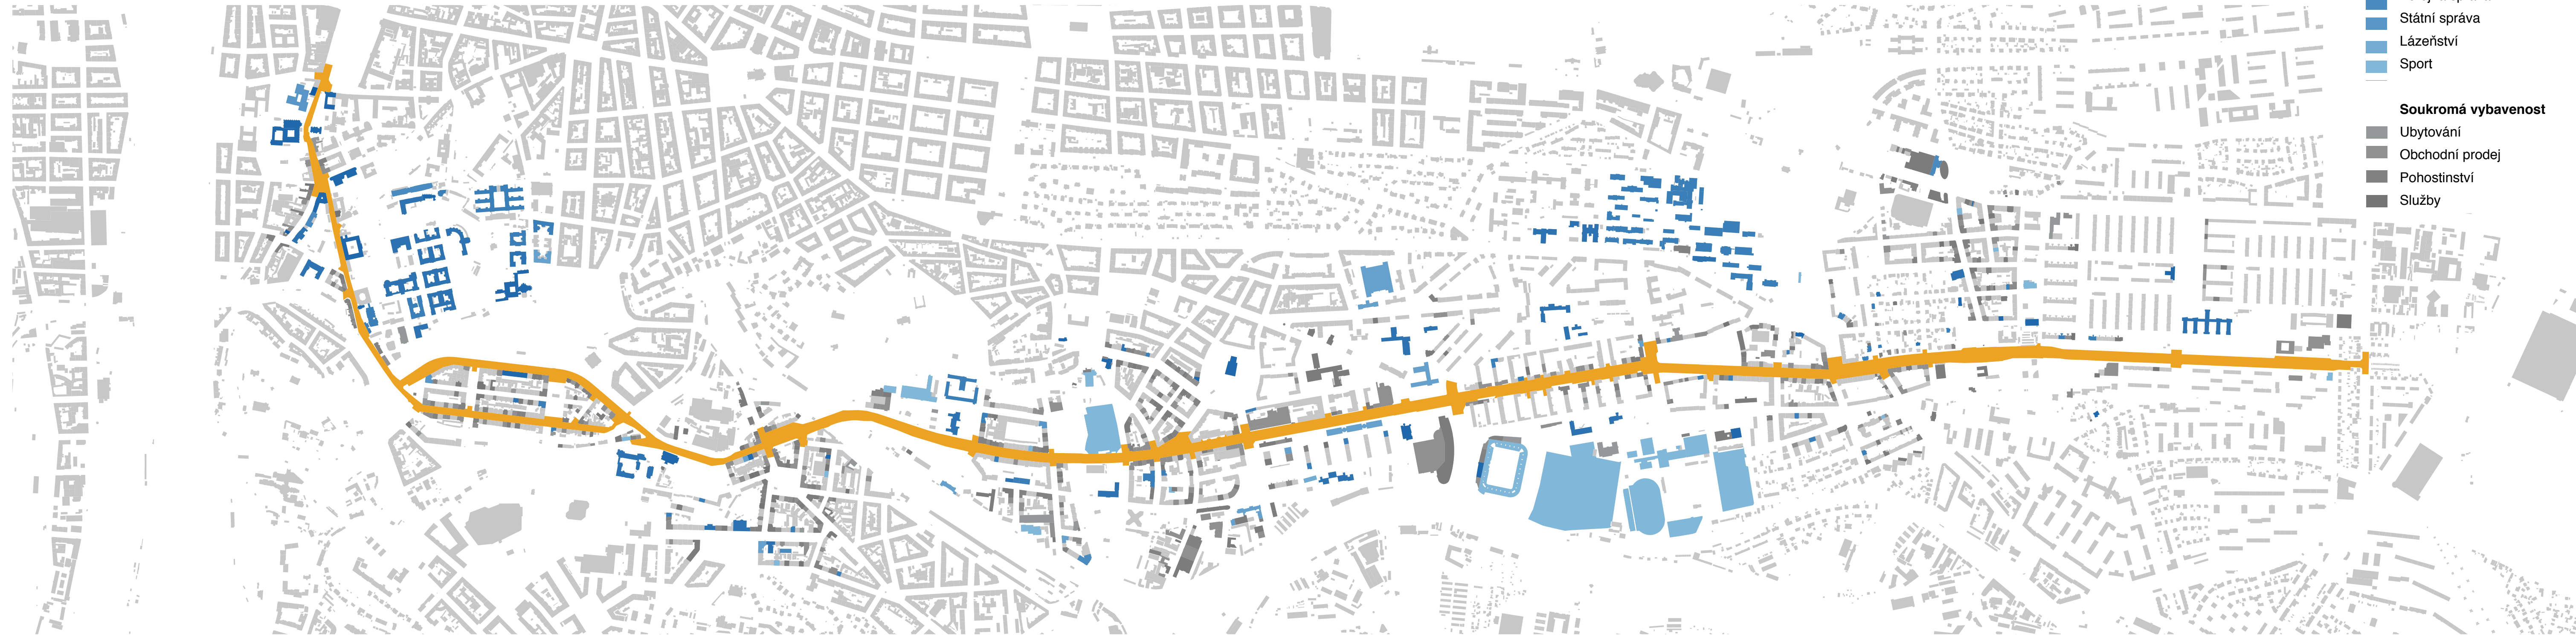 Státní správa
Lázeňství
Sport
Soukromá vybavenost
Ubytování
Obchodní prodej
Pohostinství
Služby